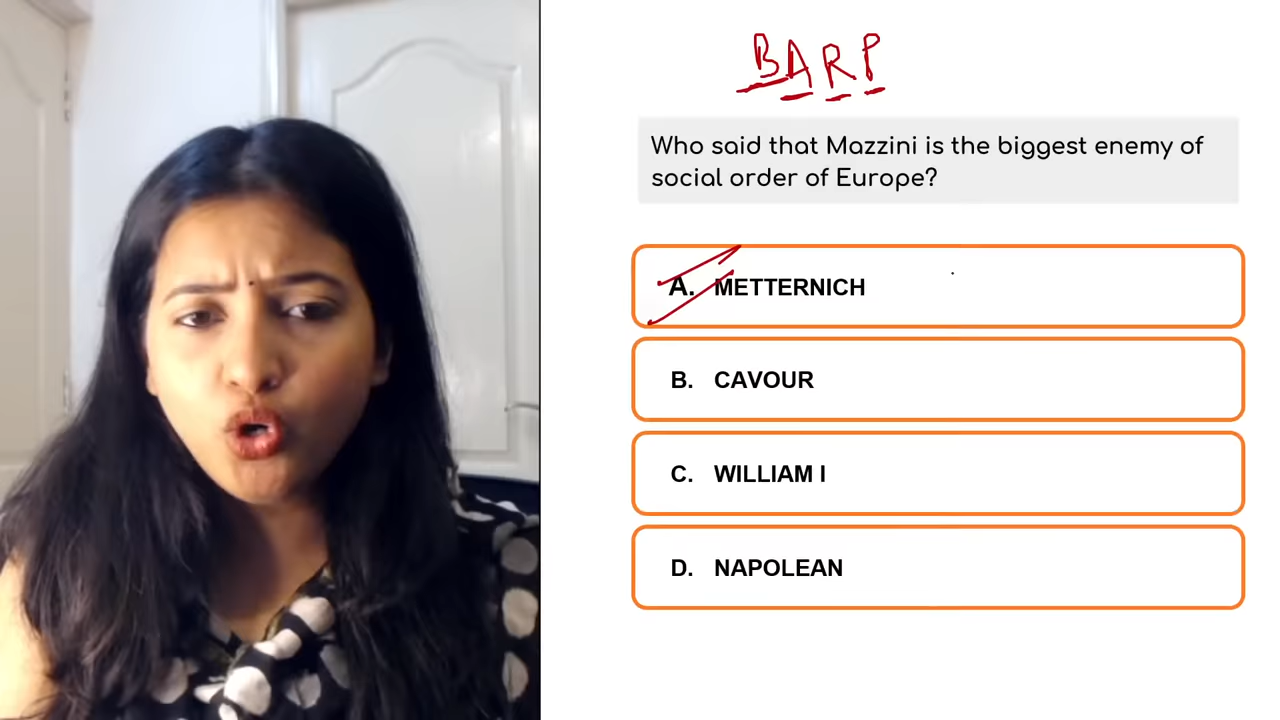 BARP
Who said that Mazzini is the biggest enemy of
social order of Europe?
A. METTERNICH
B. CAVOUR
C. WILLIAM I
D. NAPOLEAN